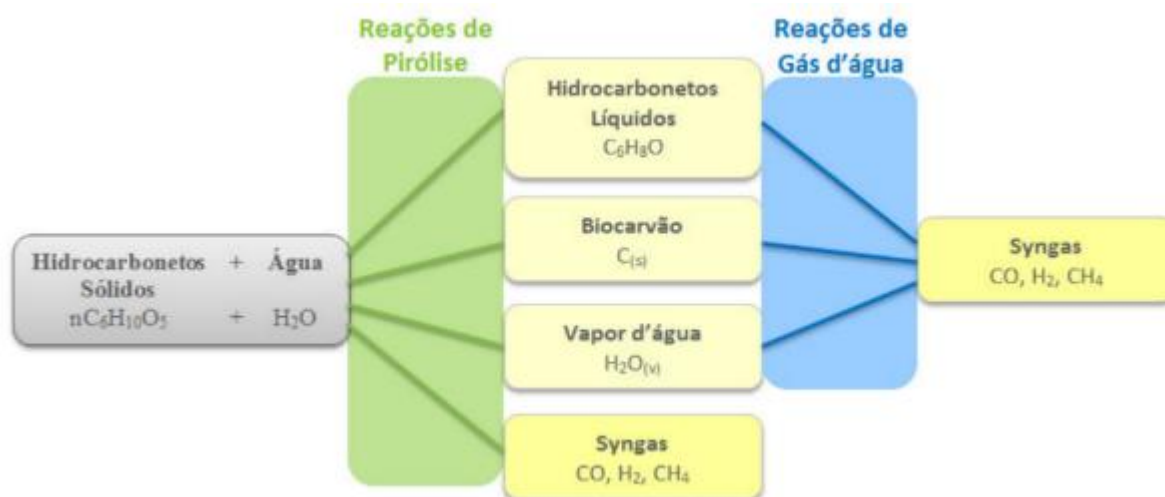 Reações de
Pirólise
Reações de
Gás d'água
Hidrocarbonetos
Líquidos
C₆H₈O
Biocarvão
C₍ₛ₎
Hidrocarbonetos + Água
Sólidos
nC₆H₁₀O₅ + H₂O
Syngas
CO, H₂, CH₄
Vapor d'água
H₂O₍ᵥ₎
Syngas
CO, H₂, CH₄